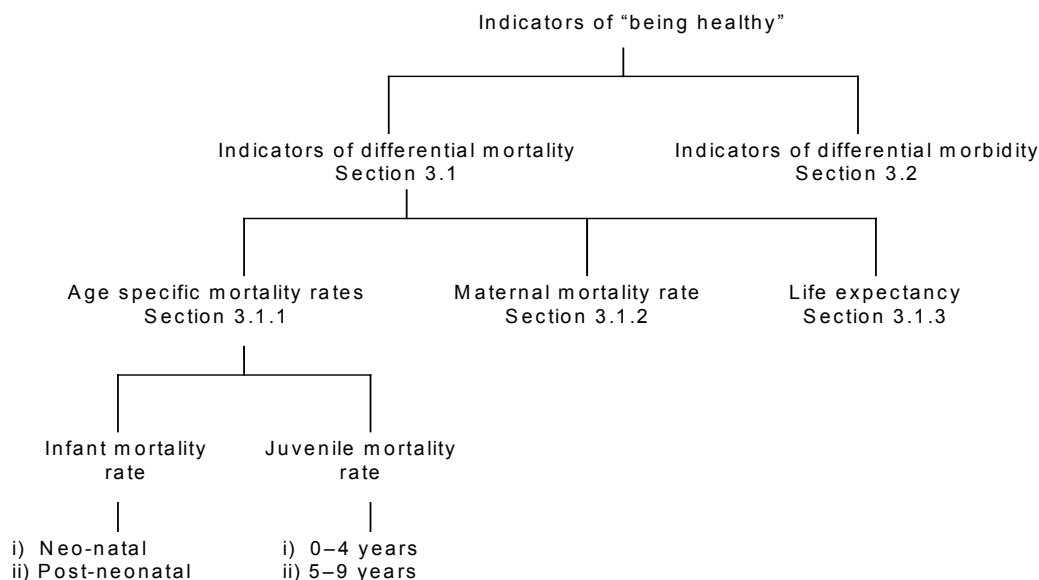 Indicators of “being healthy”
Indicators of differential mortality
Section 3.1
Indicators of differential morbidity
Section 3.2
Age specific mortality rates
Section 3.1.1
Maternal mortality rate
Section 3.1.2
Life expectancy
Section 3.1.3
Infant mortality
rate
Juvenile mortality
rate
i) Neo-natal
ii) Post-neonatal
i) 0–4 years
ii) 5–9 years